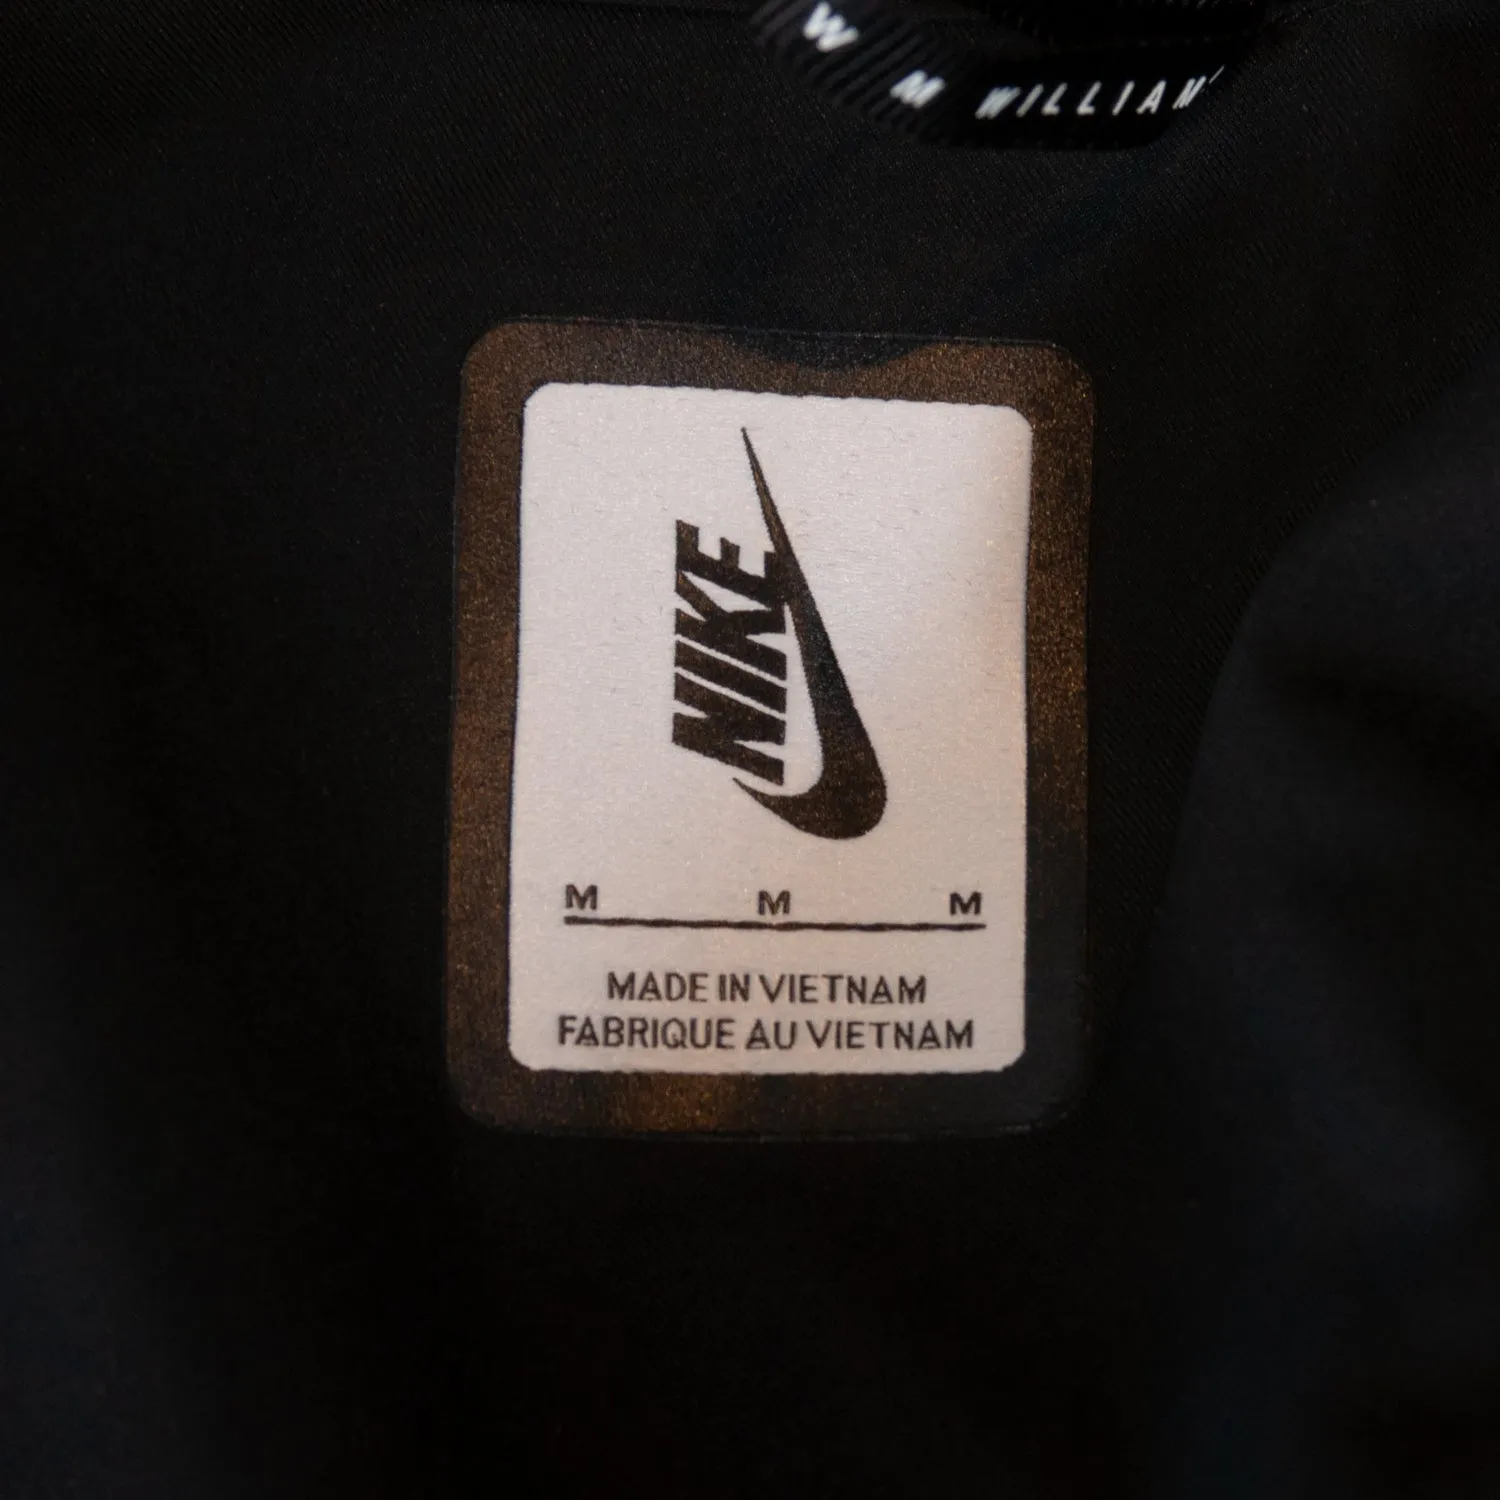 W M WILLIAM
NIKE
M M M
MADE IN VIETNAM
FABRIQUE AU VIETNAM